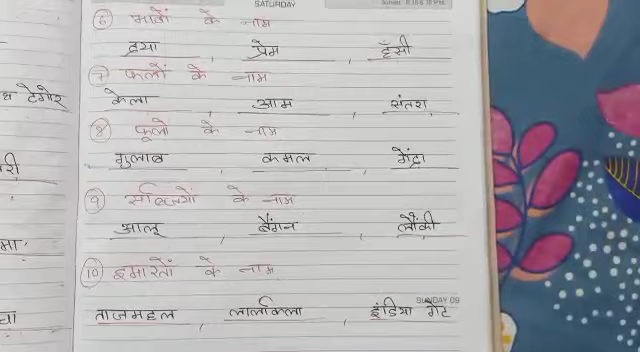 SATURDAY
थ टेगोर
री
मा
चा
⑥ भावों के नाम
दया , प्रेम , हँसी
⑦ फलों के नाम
केला , आम , संतरा
⑧ फूलों के नाम
गुलाब , कमल , गेंदा
⑨ सब्जियों के नाम
आलू , बैंगन , लौकी
⑩ इमारतों के नाम
SUNDAY 09
ताजमहल , लालकिला , इंडिया गेट